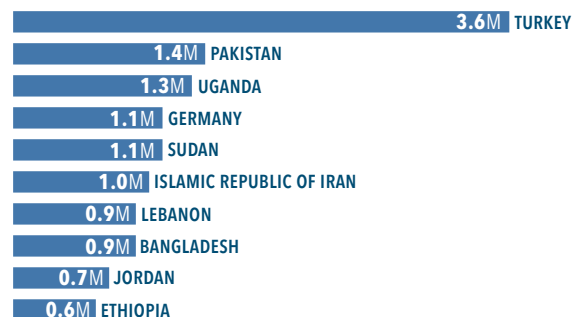 3.6M TURKEY
1.4M PAKISTAN
1.3M UGANDA
1.1M GERMANY
1.1M SUDAN
1.0M ISLAMIC REPUBLIC OF IRAN
0.9M LEBANON
0.9M BANGLADESH
0.7M JORDAN
0.6M ETHIOPIA